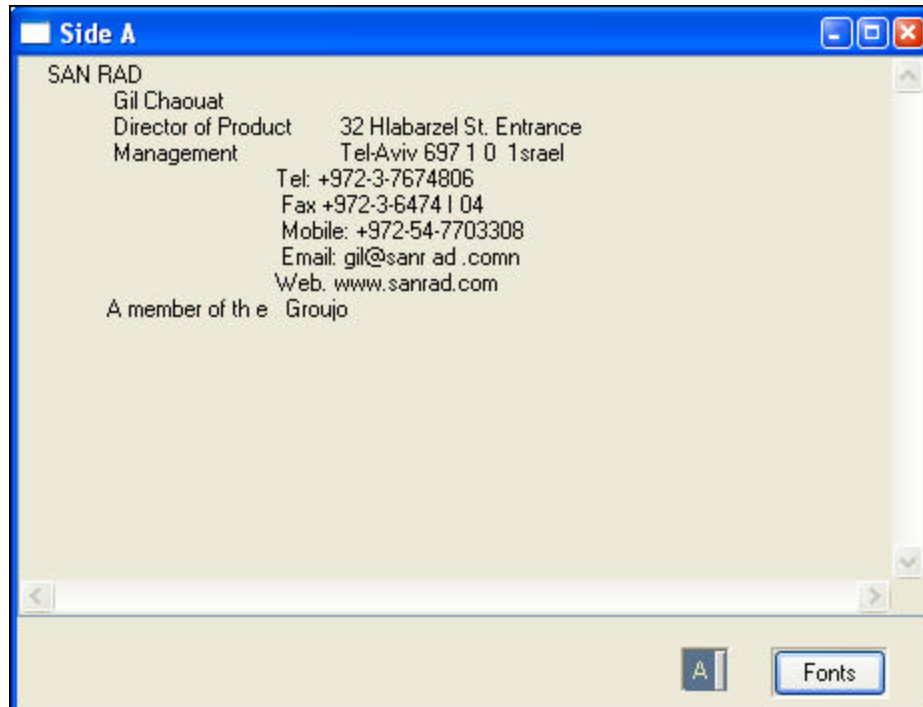 Side A
SAN RAD
Gil Chaouat
Director of Product 32 Hlabarzel St. Entrance
Management Tel-Aviv 697 1 0 1srael
Tel: +972-3-7674806
Fax +972-3-6474 l 04
Mobile: +972-54-7703308
Email: gil@sanr ad .comn
Web. www.sanrad.com
A member of th e Groujo
A
Fonts